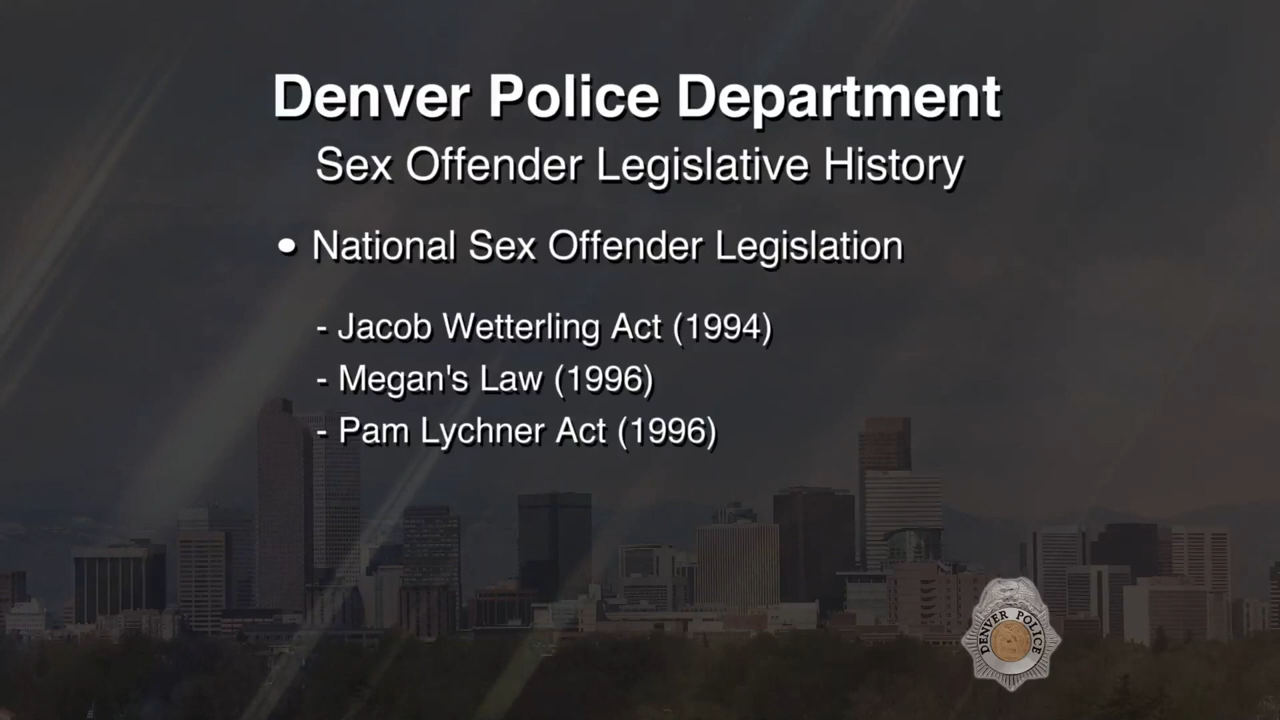 Denver Police Department
Sex Offender Legislative History
• National Sex Offender Legislation
- Jacob Wetterling Act (1994)
- Megan's Law (1996)
- Pam Lychner Act (1996)
DENVER POLICE